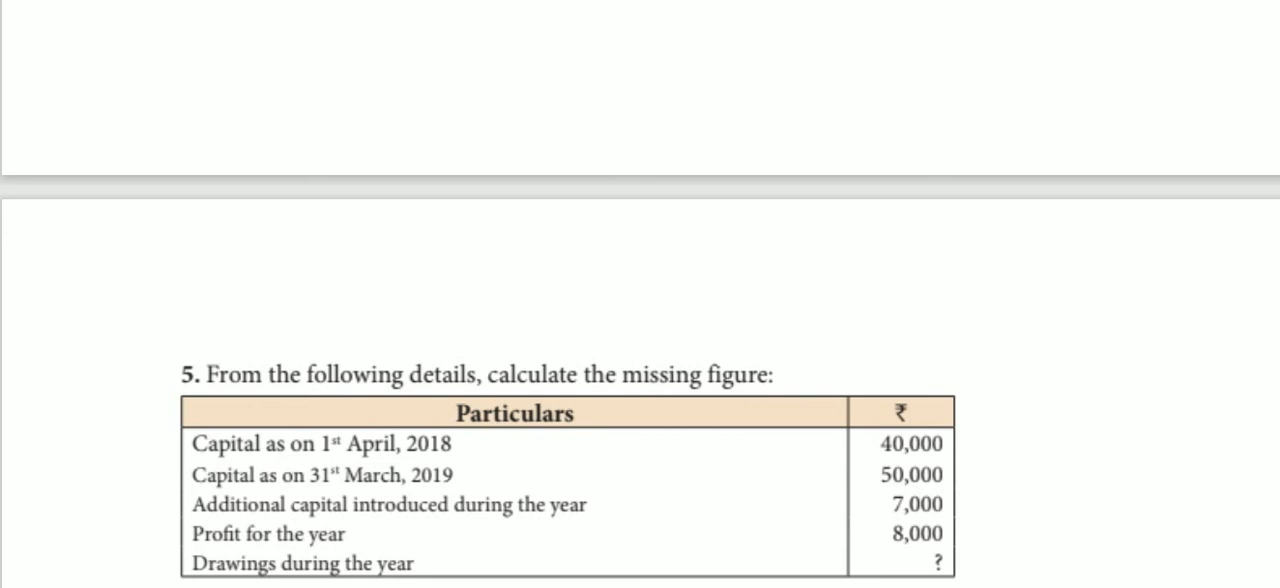 5. From the following details, calculate the missing figure:
Particulars ₹
Capital as on 1st April, 2018 40,000
Capital as on 31st March, 2019 50,000
Additional capital introduced during the year 7,000
Profit for the year 8,000
Drawings during the year ?